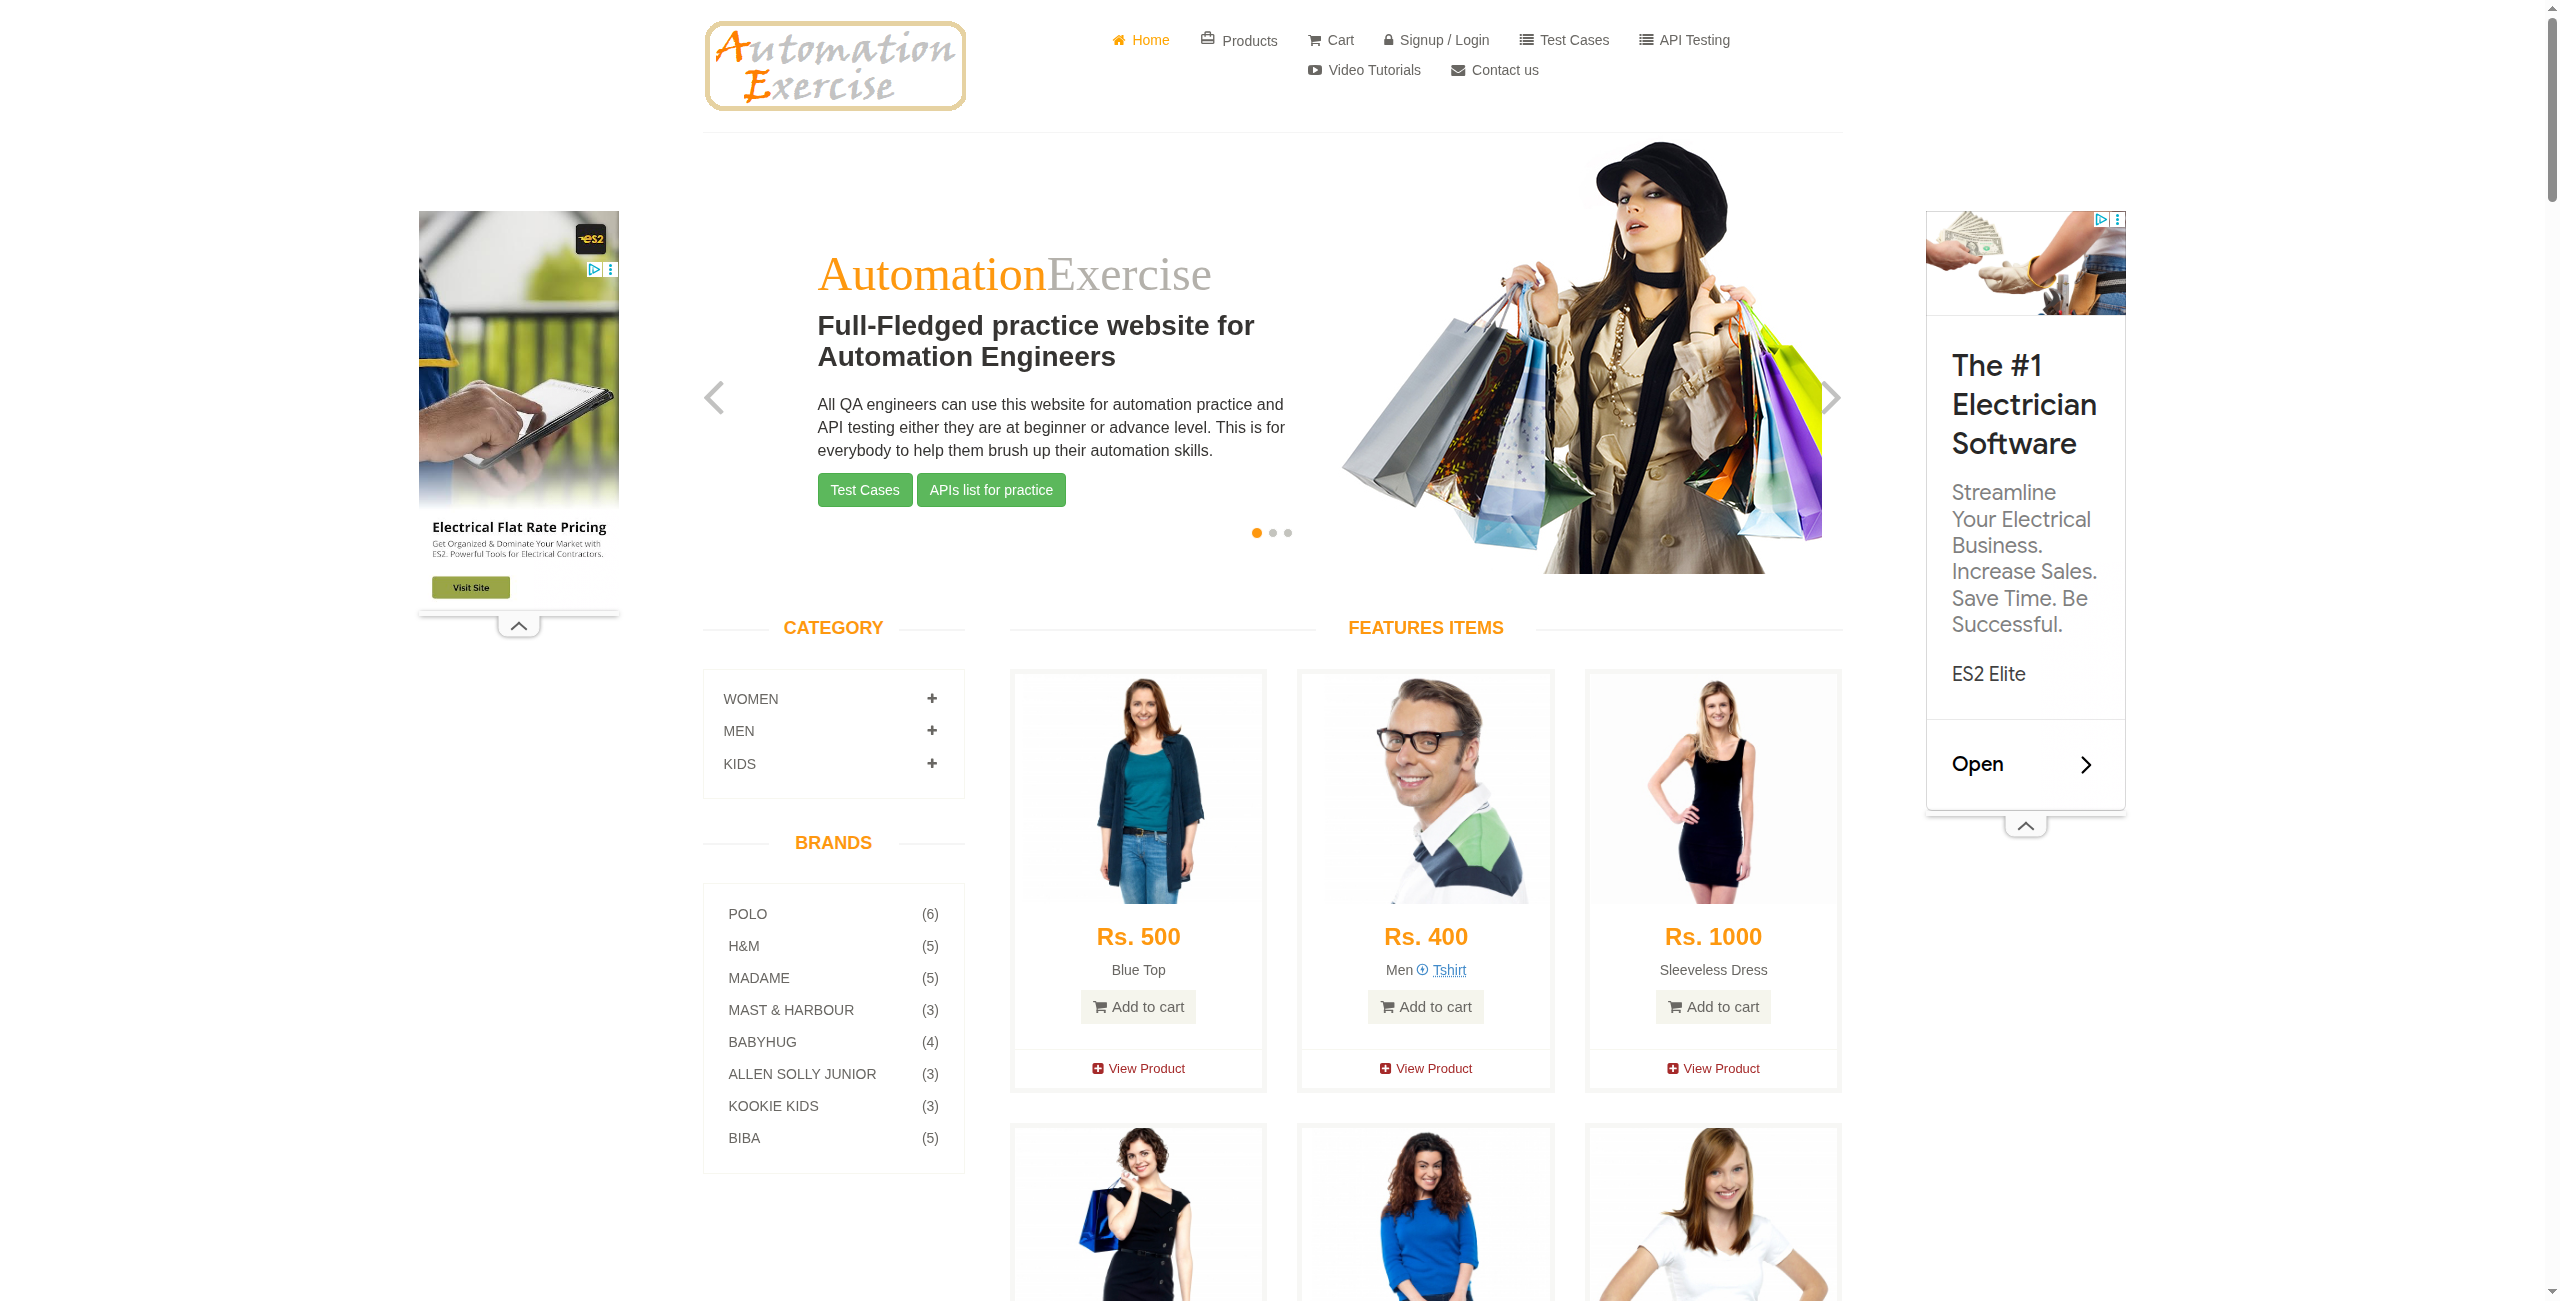 Automation
Exercise
Home
Products
Cart
Signup / Login
Test Cases
API Testing
Video Tutorials
Contact us
AutomationExercise
Full-Fledged practice website for
Automation Engineers
All QA engineers can use this website for automation practice and
API testing either they are at beginner or advance level. This is for
everybody to help them brush up their automation skills.
Test Cases
APIs list for practice
es2
Electrical Flat Rate Pricing
Get Organized & Dominate Your Market with
ES2. Powerful Tools for Electrical Contractors.
Visit Site
The #1
Electrician
Software
Streamline
Your Electrical
Business.
Increase Sales.
Save Time. Be
Successful.
ES2 Elite
Open
CATEGORY
WOMEN
MEN
KIDS
BRANDS
POLO (6)
H&M (5)
MADAME (5)
MAST & HARBOUR (3)
BABYHUG (4)
ALLEN SOLLY JUNIOR (3)
KOOKIE KIDS (3)
BIBA (5)
FEATURES ITEMS
Rs. 500
Blue Top
Add to cart
View Product
Rs. 400
Men Tshirt
Add to cart
View Product
Rs. 1000
Sleeveless Dress
Add to cart
View Product